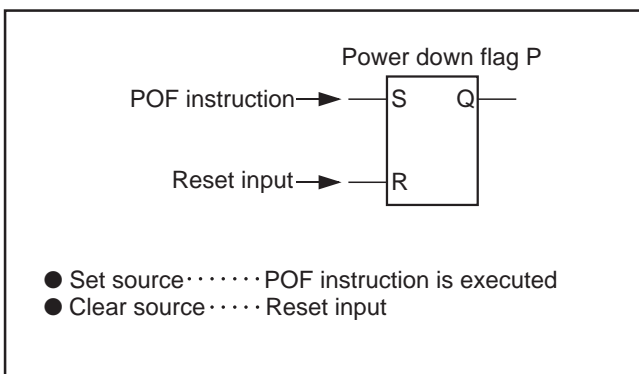 Power down flag P
POF instruction S Q
Reset input R
● Set source·······POF instruction is executed
● Clear source·····Reset input